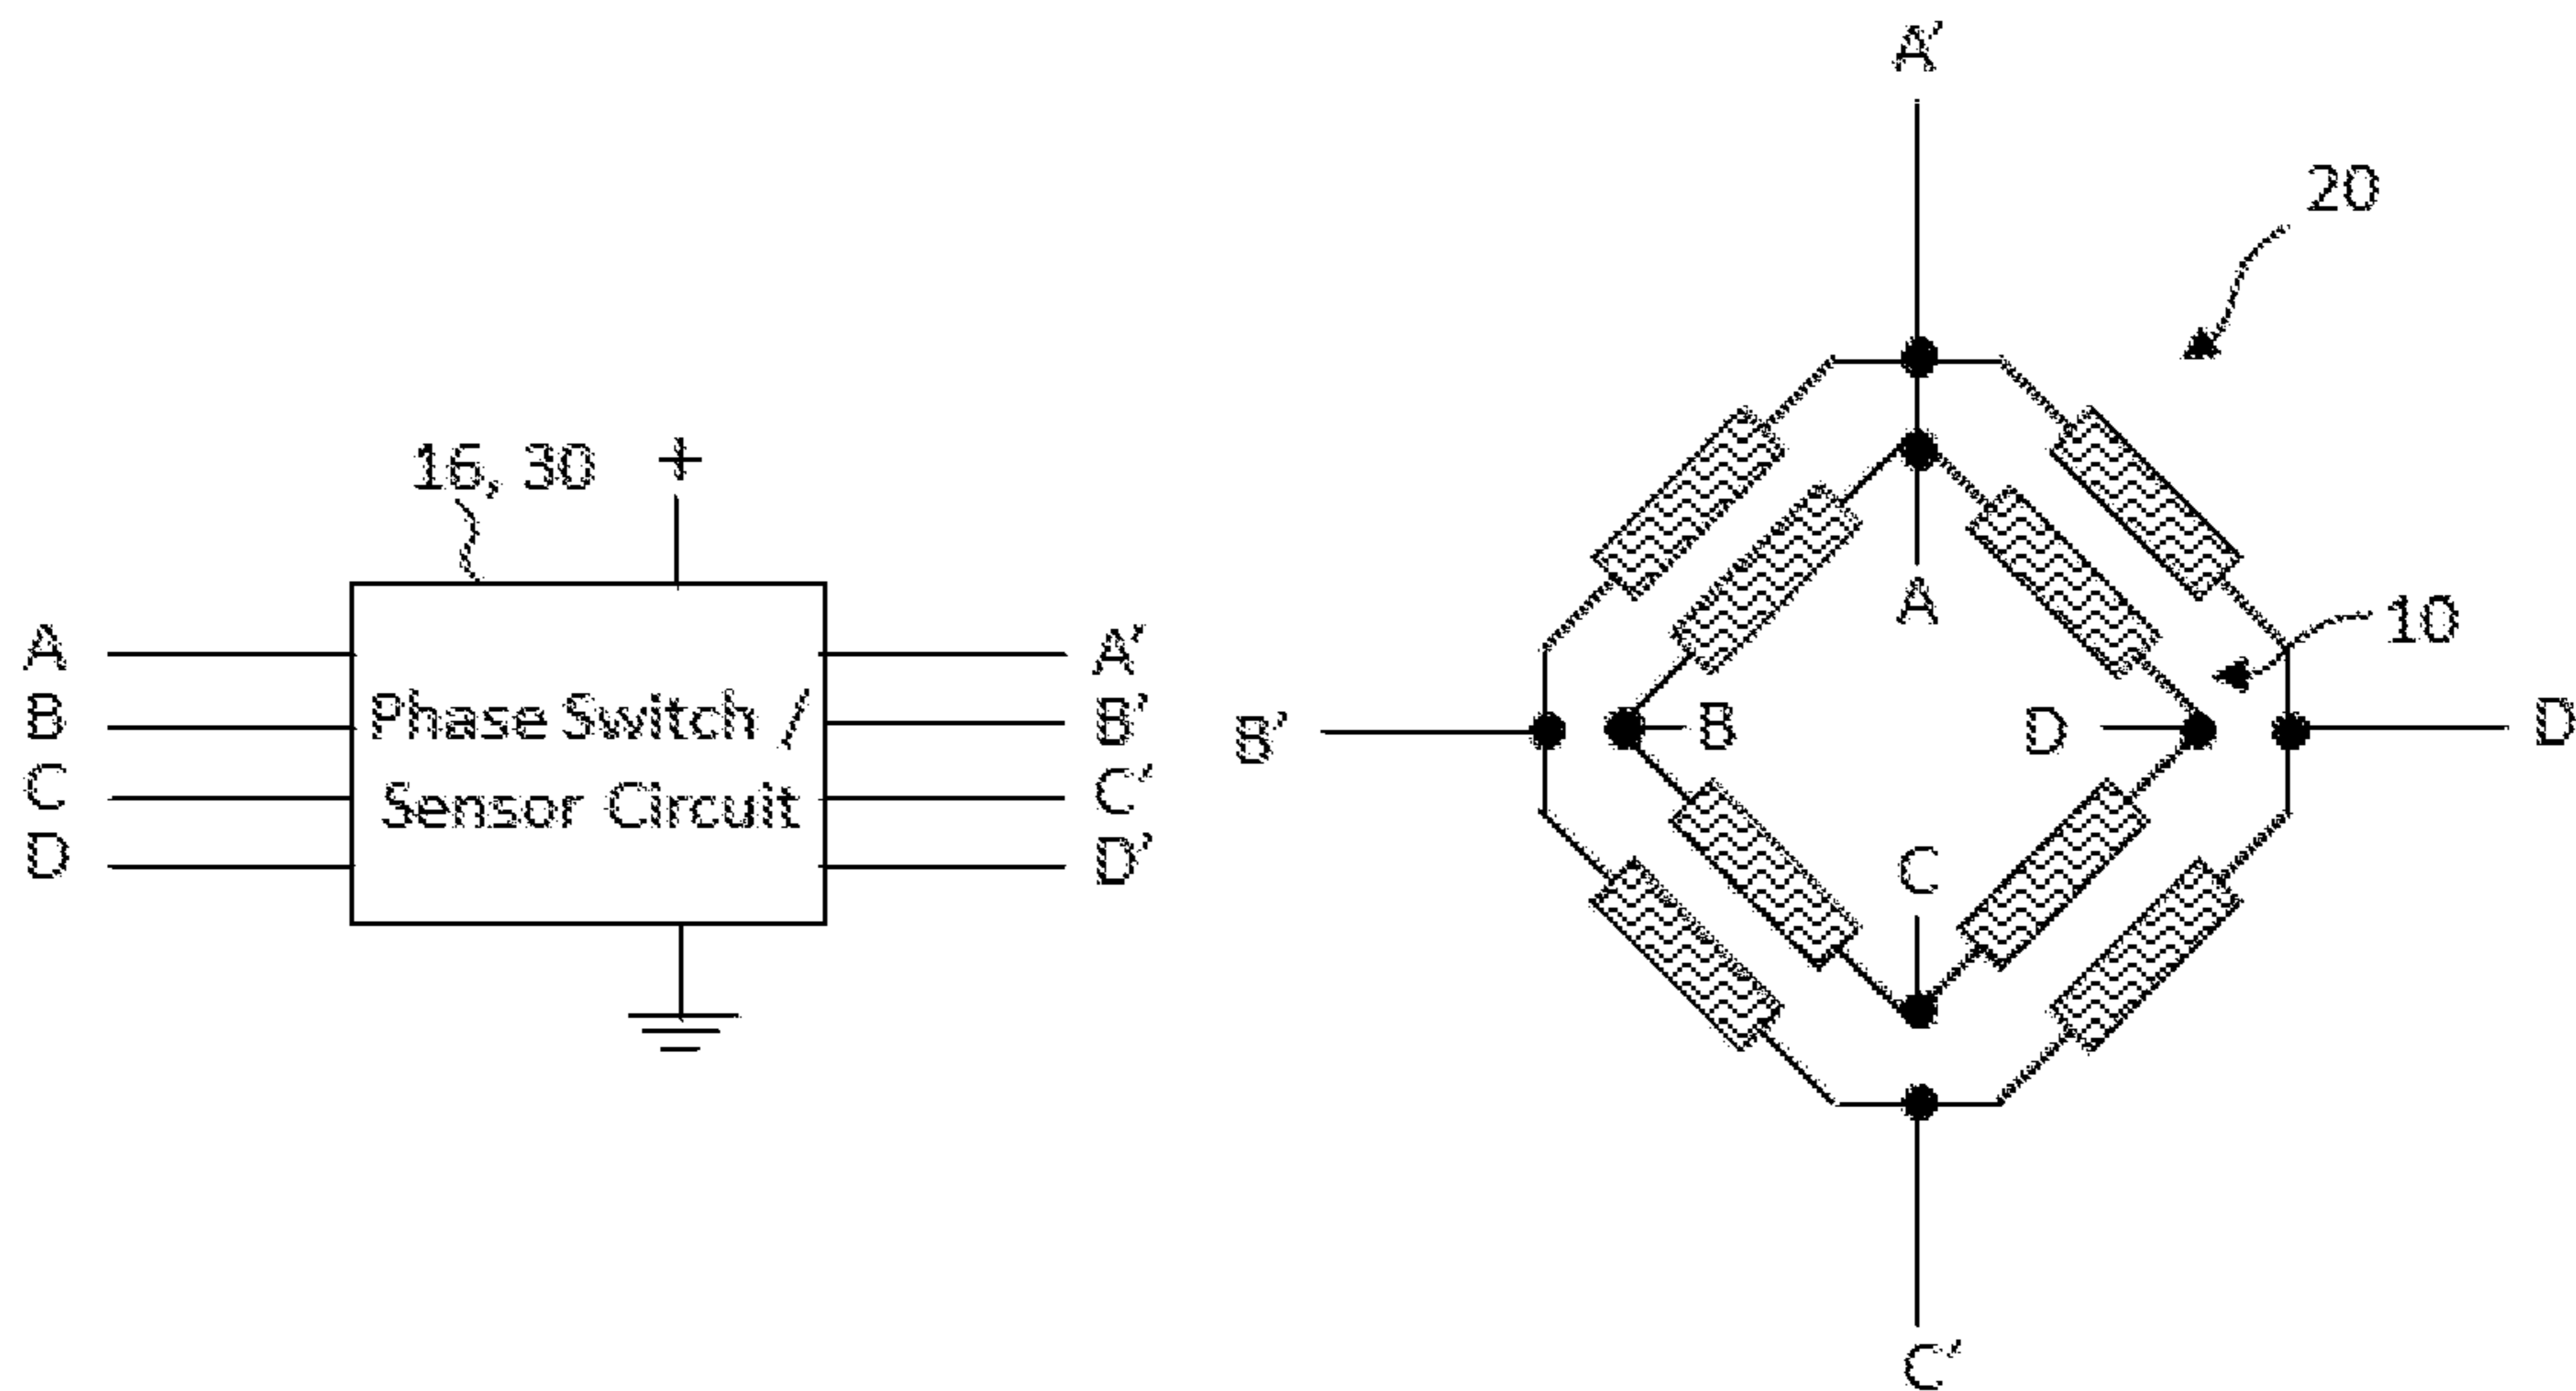 A'
20
16, 30
+
A
B
C
D
Phase Switch /
Sensor Circuit
A'
B'
C'
D'
10
A
B'
B
D
D
C
C'